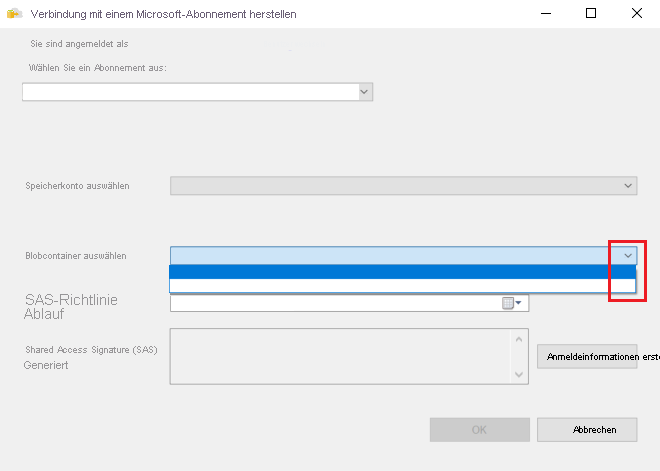 Verbindung mit einem Microsoft-Abonnement herstellen
Sie sind angemeldet als
Wählen Sie ein Abonnement aus:
Speicherkonto auswählen
Blobcontainer auswählen
SAS-Richtlinie
Ablauf
Shared Access Signature (SAS)
Generiert
Anmeldeinformationen erste
OK
Abbrechen